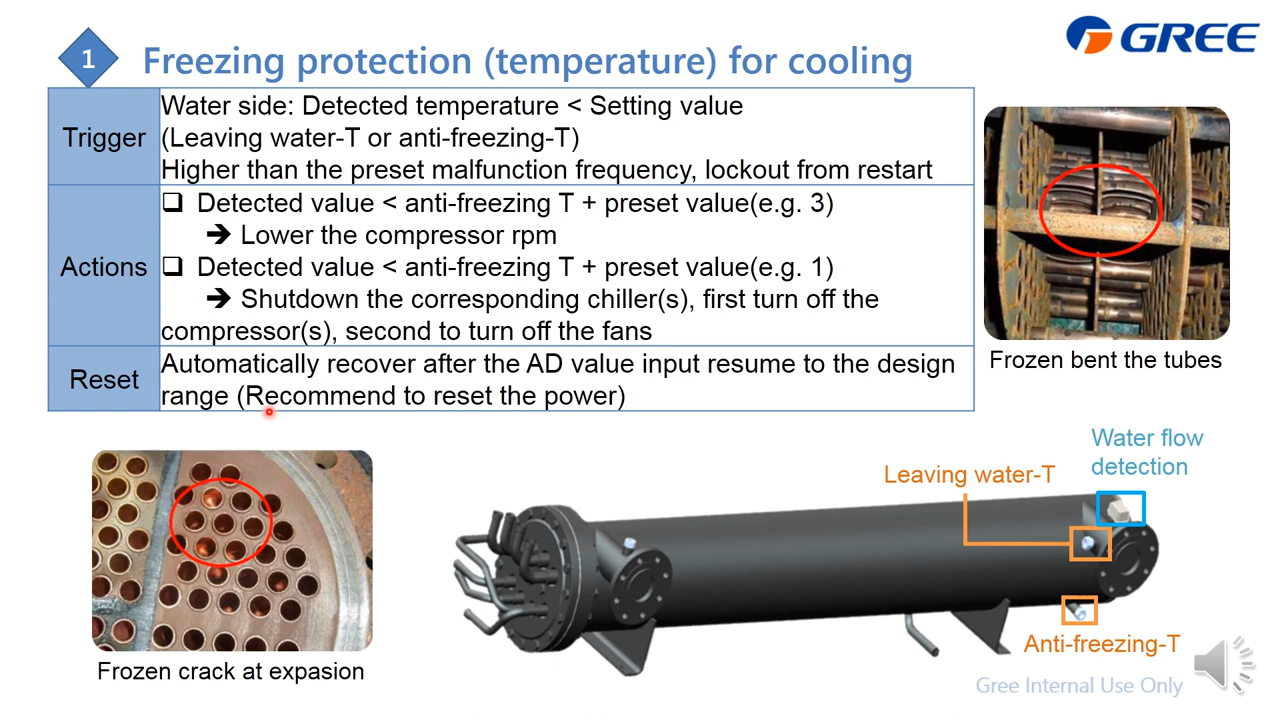 1
Freezing protection (temperature) for cooling
GREE
Trigger
Water side: Detected temperature < Setting value
(Leaving water-T or anti-freezing-T)
Higher than the preset malfunction frequency, lockout from restart
Actions
❑ Detected value < anti-freezing T + preset value(e.g. 3)
➔ Lower the compressor rpm
❑ Detected value < anti-freezing T + preset value(e.g. 1)
➔ Shutdown the corresponding chiller(s), first turn off the
compressor(s), second to turn off the fans
Reset
Automatically recover after the AD value input resume to the design
range (Recommend to reset the power)
Frozen bent the tubes
Water flow
detection
Leaving water-T
Anti-freezing-T
Frozen crack at expasion
Gree Internal Use Only